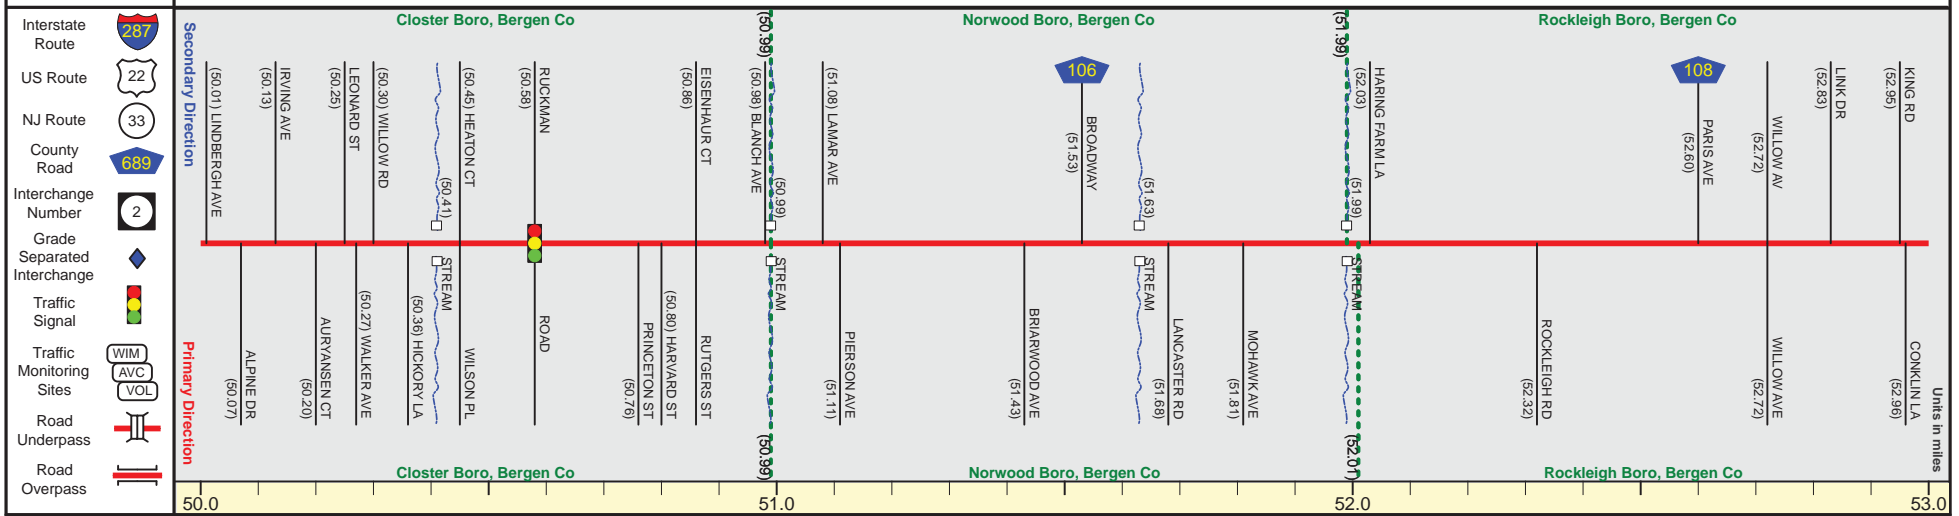 Interstate
Route
287
US Route
22
NJ Route
33
County
Road
689
Interchange
Number
2
Grade
Separated
Interchange
Traffic
Signal
Traffic
Monitoring
Sites
WIM
AVC
VOL
Road
Underpass
Road
Overpass
Secondary Direction
Primary Direction
Closter Boro, Bergen Co
(50.99)
Norwood Boro, Bergen Co
(51.99)
Rockleigh Boro, Bergen Co
(50.01) LINDBERGH AVE
IRVING AVE
(50.13)
LEONARD ST
(50.25)
(50.30) WILLOW RD
(50.41)
(50.45) HEATON CT
RUCKMAN
(50.58)
EISENHAUR CT
(50.86)
(50.98) BLANCH AVE
(50.99)
(51.08) LAMAR AVE
106
BROADWAY
(51.53)
(51.63)
(51.99)
HARING FARM LA
(52.03)
108
PARIS AVE
(52.60)
WILLOW AV
(52.72)
LINK DR
(52.83)
KING RD
(52.95)
ALPINE DR
(50.07)
AURYANSEN CT
(50.20)
(50.27) WALKER AVE
(50.36) HICKORY LA
STREAM
WILSON PL
ROAD
PRINCETON ST
(50.76)
(50.80) HARVARD ST
RUTGERS ST
STREAM
PIERSON AVE
(51.11)
BRIARWOOD AVE
(51.43)
STREAM
LANCASTER RD
(51.68)
MOHAWK AVE
(51.81)
STREAM
ROCKLEIGH RD
(52.32)
WILLOW AVE
(52.72)
CONKLIN LA
(52.96)
Units in miles
Closter Boro, Bergen Co
(50.99)
Norwood Boro, Bergen Co
(52.01)
Rockleigh Boro, Bergen Co
50.0
51.0
52.0
53.0